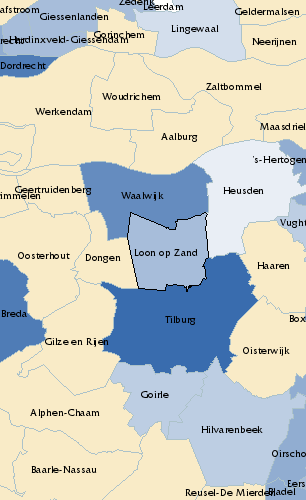 Zederik
Leerdam
afstroom
Giessenlanden
Geldermalsen
Lingewaal
Gorinchem
Hardinxveld-Giessendam
Neerijnen
Dordrecht
Zaltbommel
Woudrichem
Werkendam
Maasdriel
Aalburg
's-Hertogen
Geertruidenberg
Heusden
Waalwijk
immelen
Vught
Loon op Zand
Oosterhout
Dongen
Haaren
Breda
Tilburg
Box
Gilze en Rijen
Oisterwijk
Goirle
Alphen-Chaam
Hilvarenbeek
Oirscho
Baarle-Nassau
Eers
Reusel-De Mierden
Bladel